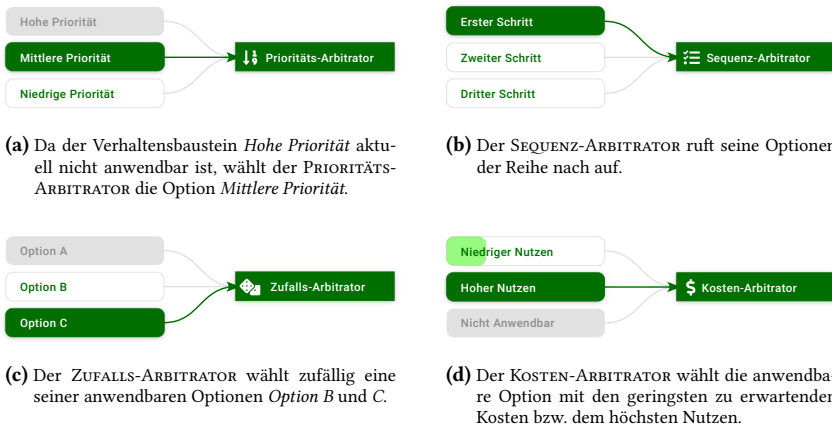 Hohe Priorität
Mittlere Priorität
Niedrige Priorität
Prioritäts-Arbitrator
(a) Da der Verhaltensbaustein Hohe Priorität aktu-
ell nicht anwendbar ist, wählt der Prioritäts-
Arbitrator die Option Mittlere Priorität.
Erster Schritt
Zweiter Schritt
Dritter Schritt
Sequenz-Arbitrator
(b) Der Sequenz-Arbitrator ruft seine Optionen
der Reihe nach auf.
Option A
Option B
Option C
Zufalls-Arbitrator
(c) Der Zufalls-Arbitrator wählt zufällig eine
seiner anwendbaren Optionen Option B und C.
Niedriger Nutzen
Hoher Nutzen
Nicht Anwendbar
$ Kosten-Arbitrator
(d) Der Kosten-Arbitrator wählt die anwendba-
re Option mit den geringsten zu erwartenden
Kosten bzw. dem höchsten Nutzen.